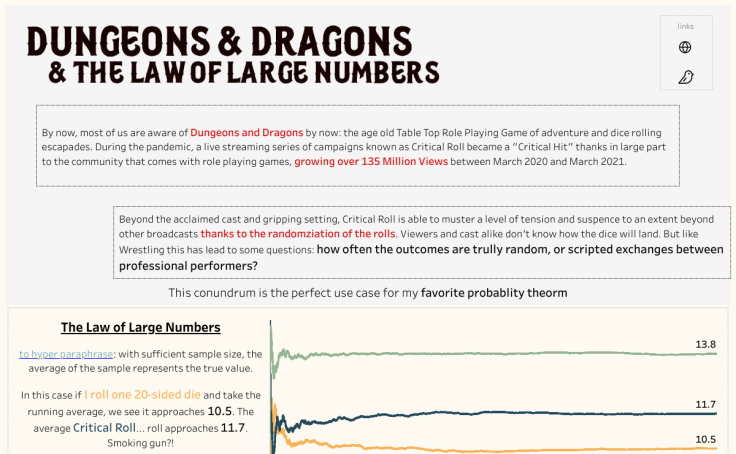 DUNGEONS & DRAGONS
& THE LAW OF LARGE NUMBERS
links
By now, most of us are aware of Dungeons and Dragons by now: the age old Table Top Role Playing Game of adventure and dice rolling
escapades. During the pandemic, a live streaming series of campaigns known as Critical Roll became a "Critical Hit" thanks in large part
to the community that comes with role playing games, growing over 135 Million Views between March 2020 and March 2021.
Beyond the acclaimed cast and gripping setting, Critical Roll is able to muster a level of tension and suspense to an extent beyond
other broadcasts thanks to the randomziation of the rolls. Viewers and cast alike don't know how the dice will land. But like
Wrestling this has lead to some questions: how often the outcomes are trully random, or scripted exchanges between
professional performers?
This conundrum is the perfect use case for my favorite probablity theorm
The Law of Large Numbers
to hyper paraphrase: with sufficient sample size, the
average of the sample represents the true value.
In this case if I roll one 20-sided die and take the
running average, we see it approaches 10.5. The
average Critical Roll... roll approaches 11.7.
Smoking gun?!
13.8
11.7
10.5